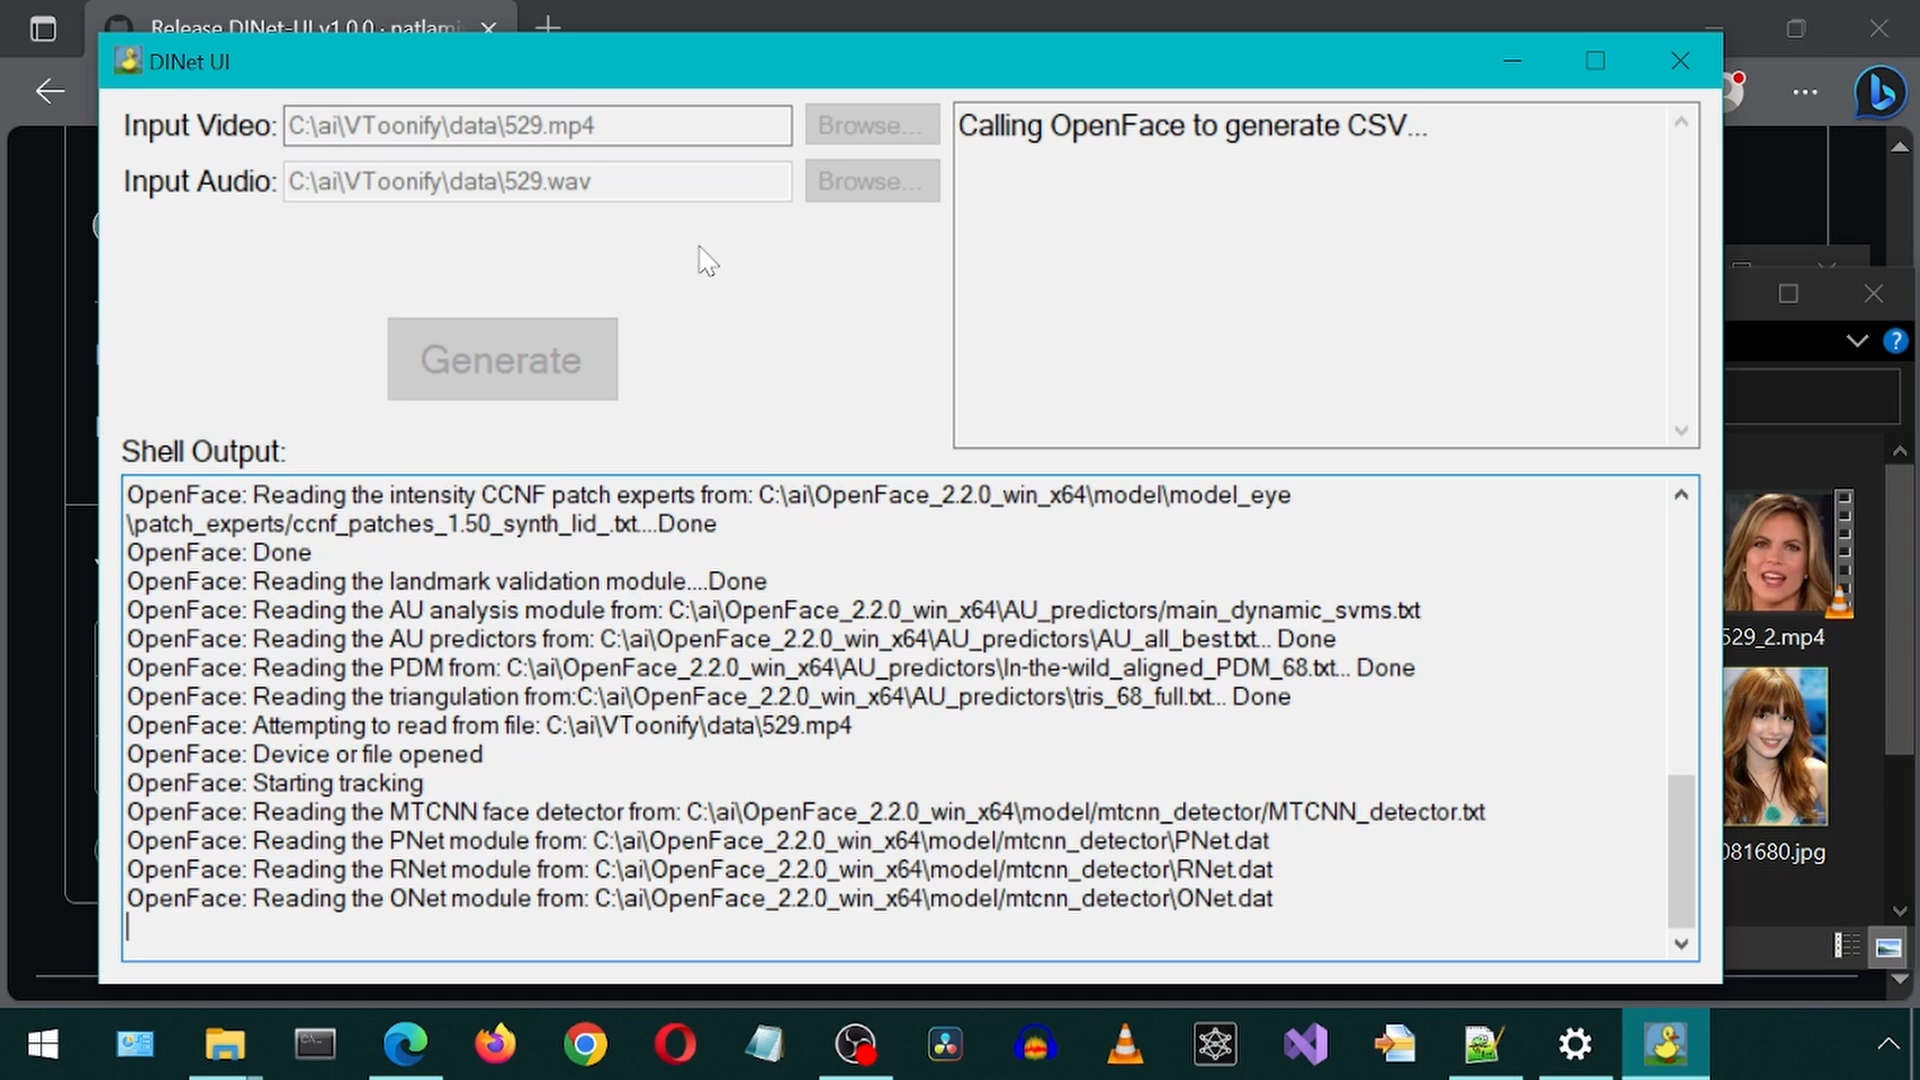 Release DINet-UI v1.0.0 · natlami
DINet UI
Input Video: C:\ai\VToonify\data\529.mp4 Browse...
Input Audio: C:\ai\VToonify\data\529.wav Browse...
Calling OpenFace to generate CSV...
Generate
Shell Output:
OpenFace: Reading the intensity CCNF patch experts from: C:\ai\OpenFace_2.2.0_win_x64\model\model_eye
\patch_experts/ccnf_patches_1.50_synth_lid_.txt....Done
OpenFace: Done
OpenFace: Reading the landmark validation module....Done
OpenFace: Reading the AU analysis module from: C:\ai\OpenFace_2.2.0_win_x64\AU_predictors/main_dynamic_svms.txt
OpenFace: Reading the AU predictors from: C:\ai\OpenFace_2.2.0_win_x64\AU_predictors\AU_all_best.txt... Done
OpenFace: Reading the PDM from: C:\ai\OpenFace_2.2.0_win_x64\AU_predictors\In-the-wild_aligned_PDM_68.txt... Done
OpenFace: Reading the triangulation from:C:\ai\OpenFace_2.2.0_win_x64\AU_predictors\tris_68_full.txt... Done
OpenFace: Attempting to read from file: C:\ai\VToonify\data\529.mp4
OpenFace: Device or file opened
OpenFace: Starting tracking
OpenFace: Reading the MTCNN face detector from: C:\ai\OpenFace_2.2.0_win_x64\model/mtcnn_detector/MTCNN_detector.txt
OpenFace: Reading the PNet module from: C:\ai\OpenFace_2.2.0_win_x64\model/mtcnn_detector\PNet.dat
OpenFace: Reading the RNet module from: C:\ai\OpenFace_2.2.0_win_x64\model/mtcnn_detector\RNet.dat
OpenFace: Reading the ONet module from: C:\ai\OpenFace_2.2.0_win_x64\model/mtcnn_detector\ONet.dat
529_2.mp4
081680.jpg